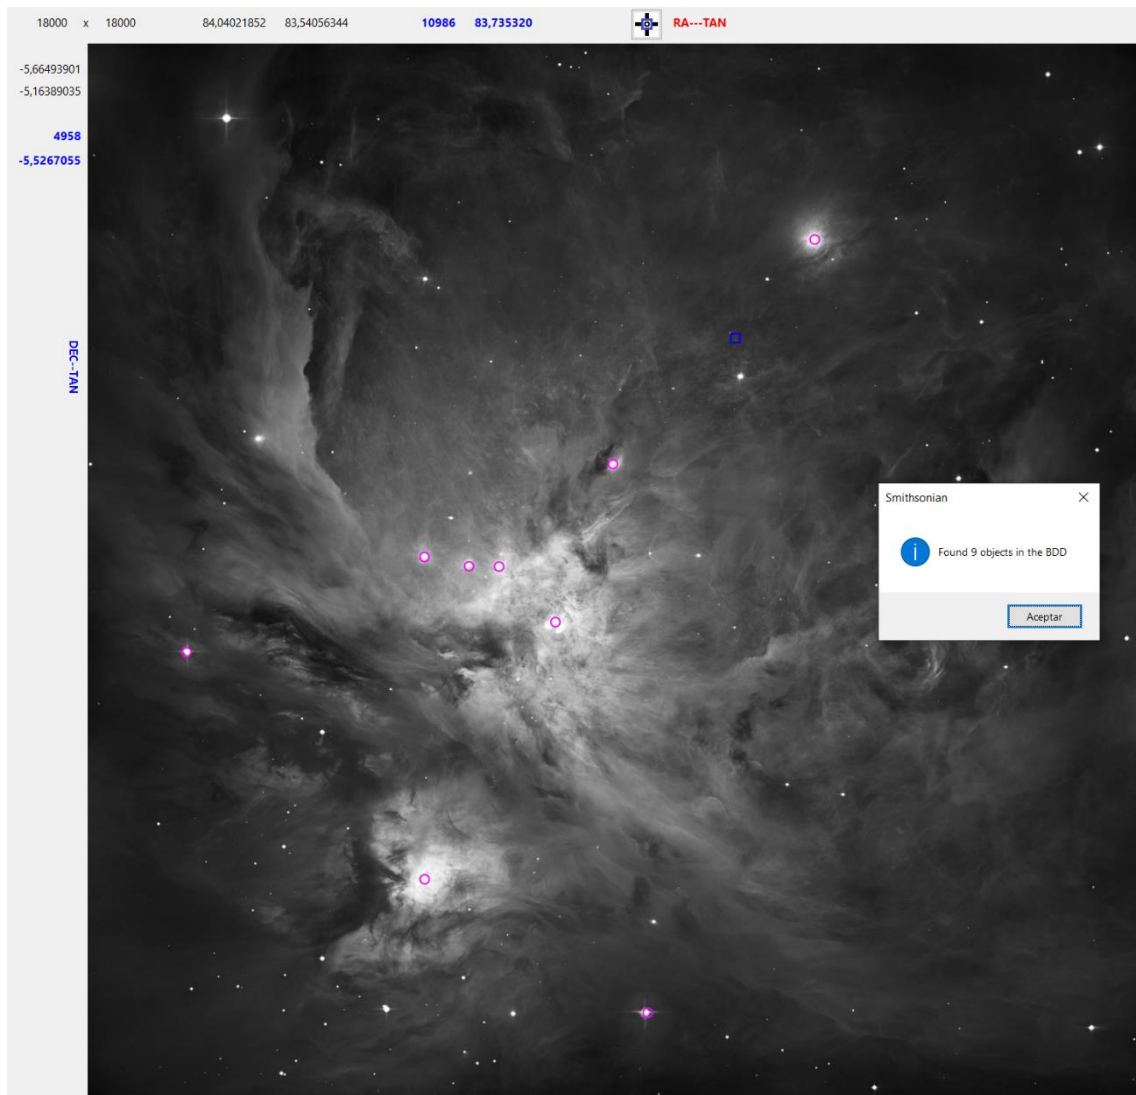 18000 x 18000 84,04021852 83,54056344 10986 83,735320 RA---TAN
-5,66493901
-5,16389035
4958
-5,5267055
DEC--TAN
Smithsonian
Found 9 objects in the BDD
Aceptar